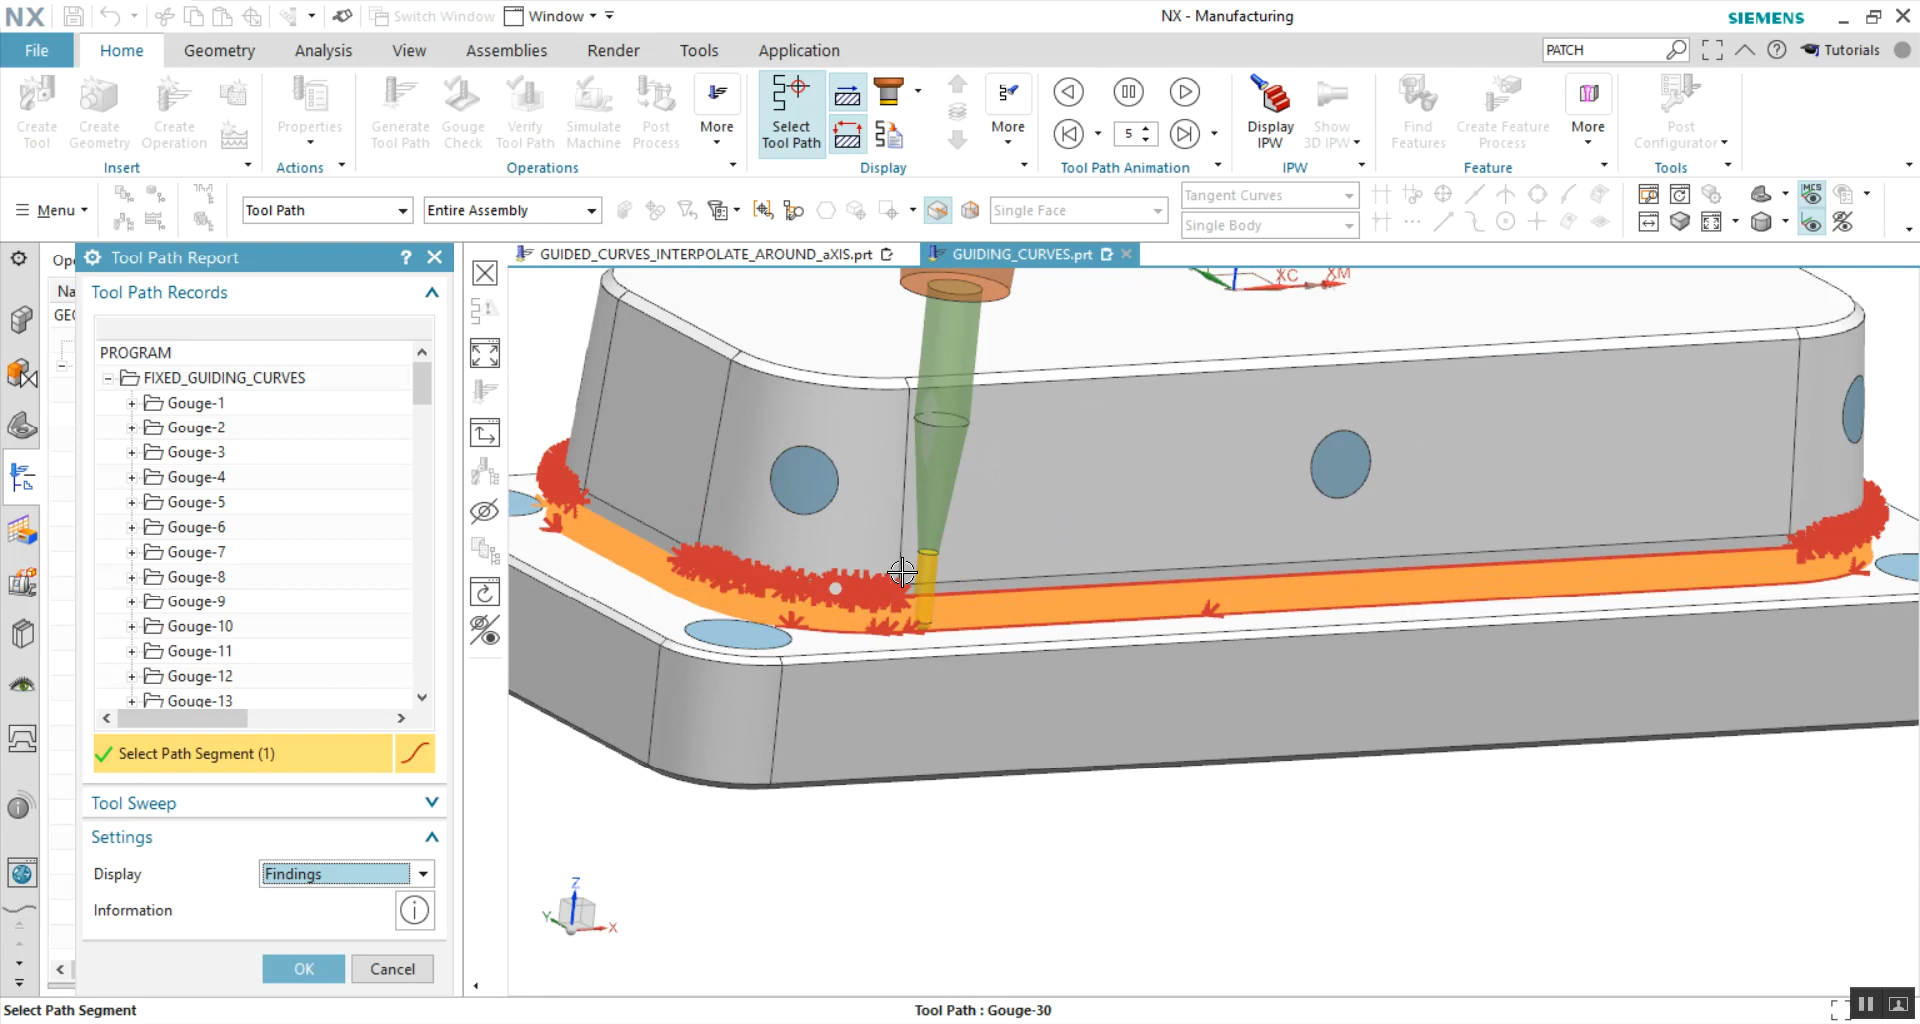 NX
Switch Window
Window
NX - Manufacturing
SIEMENS
File
Home
Geometry
Analysis
View
Assemblies
Render
Tools
Application
PATCH
Tutorials
Create Tool
Create Geometry
Create Operation
Properties
Generate Tool Path
Gouge Check
Verify Tool Path
Simulate Machine
Post Process
More
Select Tool Path
More
5
Display IPW
Show 3D IPW
Find Features
Create Feature Process
More
Post Configurator
Insert
Actions
Operations
Display
Tool Path Animation
IPW
Feature
Tools
Menu
Tool Path
Entire Assembly
Single Face
Tangent Curves
Single Body
MCS
Ope
Na
GEO
Tool Path Report
?
GUIDED_CURVES_INTERPOLATE_AROUND_aXIS.prt
GUIDING_CURVES.prt
Tool Path Records
PROGRAM
FIXED_GUIDING_CURVES
Gouge-1
Gouge-2
Gouge-3
Gouge-4
Gouge-5
Gouge-6
Gouge-7
Gouge-8
Gouge-9
Gouge-10
Gouge-11
Gouge-12
Gouge-13
Select Path Segment (1)
Tool Sweep
Settings
Display
Findings
Information
OK
Cancel
XC
XM
Z
Y
X
Select Path Segment
Tool Path : Gouge-30